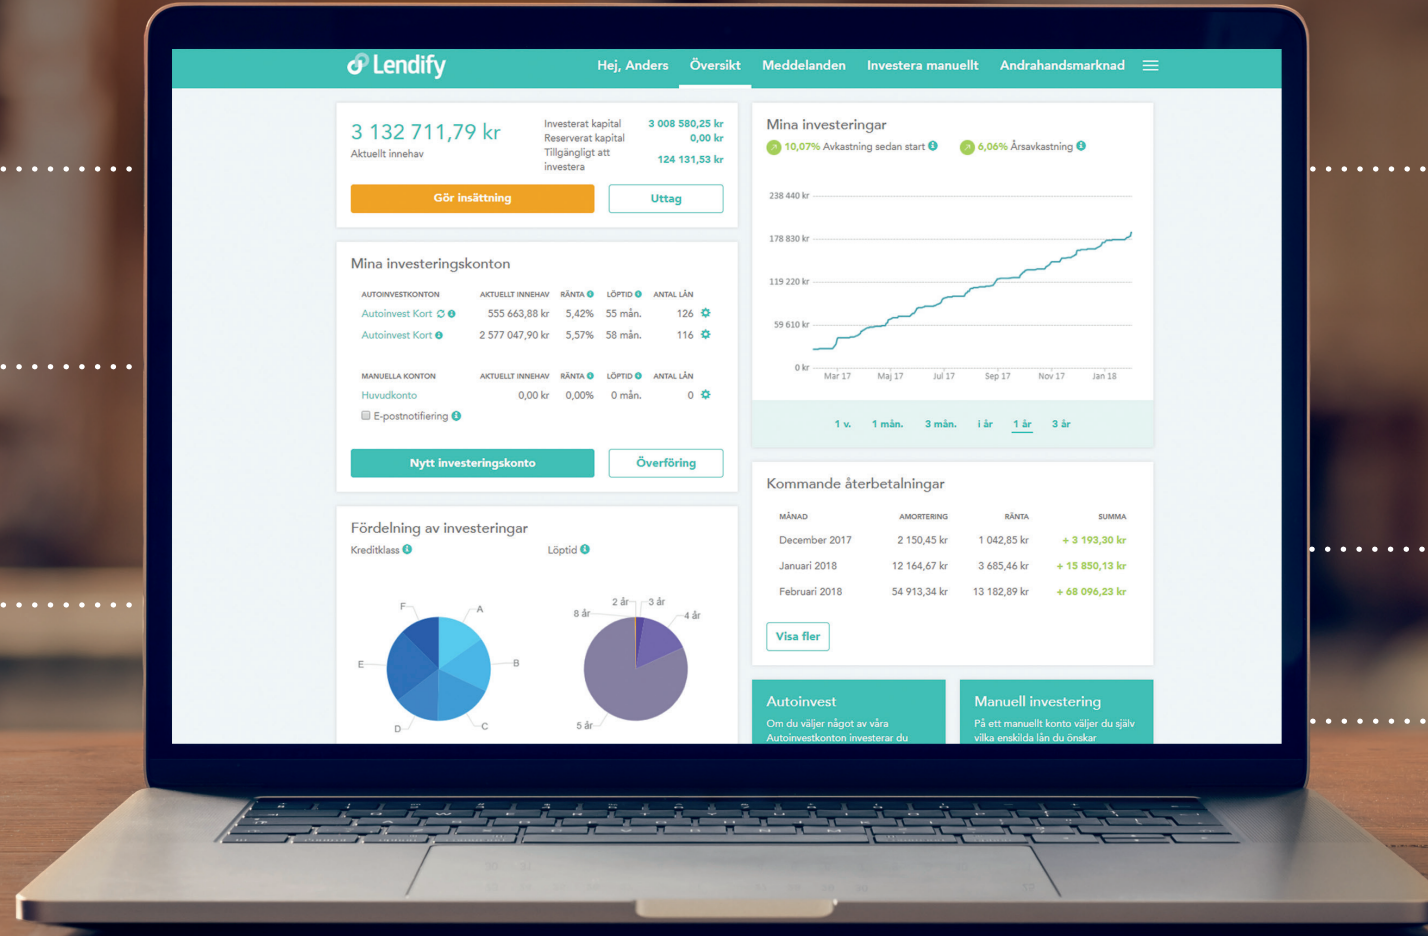 Lendify
Hej, Anders Översikt Meddelanden Investera manuellt Andrahandsmarknad
3 132 711,79 kr
Aktuellt innehav
Investerat kapital 3 008 580,25 kr
Reserverat kapital 0,00 kr
Tillgängligt att
investera 124 131,53 kr
Gör insättning Uttag
Mina investeringskonton
AUTOINVESTKONTON AKTUELLT INNEHAV RÄNTA LÖPTID ANTAL LÅN
Autoinvest Kort 555 663,88 kr 5,42% 55 mån. 126
Autoinvest Kort 2 577 047,90 kr 5,57% 58 mån. 116
MANUELLA KONTON AKTUELLT INNEHAV RÄNTA LÖPTID ANTAL LÅN
Huvudkonto 0,00 kr 0,00% 0 mån. 0
E-postnotifiering
Nytt investeringskonto Överföring
Fördelning av investeringar
Kreditklass Löptid
F A
E B
D C
2 år 3 år
8 år 4 år
5 år
Mina investeringar
10,07% Avkastning sedan start 6,06% Årsavkastning
238 440 kr
178 830 kr
119 220 kr
59 610 kr
0 kr
Mar 17 Maj 17 Jul 17 Sep 17 Nov 17 Jan 18
1 v. 1 mån. 3 mån. i år 1 år 3 år
Kommande återbetalningar
MÅNAD AMORTERING RÄNTA SUMMA
December 2017 2 150,45 kr 1 042,85 kr + 3 193,30 kr
Januari 2018 12 164,67 kr 3 685,46 kr + 15 850,13 kr
Februari 2018 54 913,34 kr 13 182,89 kr + 68 096,23 kr
Visa fler
Autoinvest
Om du väljer något av våra
Autoinvestkonton investerar du
Manuell investering
På ett manuellt konto väljer du själv
vilka enskilda lån du önskar